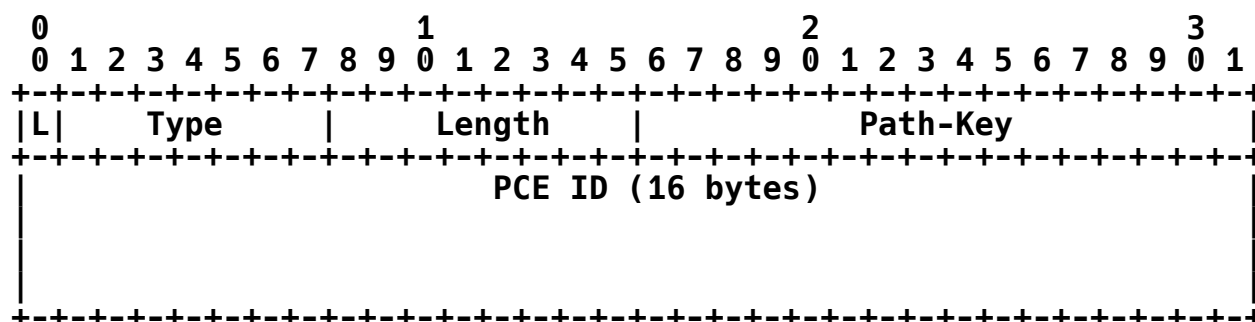 0                   1                   2                   3
 0 1 2 3 4 5 6 7 8 9 0 1 2 3 4 5 6 7 8 9 0 1 2 3 4 5 6 7 8 9 0 1
+-+-+-+-+-+-+-+-+-+-+-+-+-+-+-+-+-+-+-+-+-+-+-+-+-+-+-+-+-+-+-+-+
|L|    Type     |     Length    |           Path-Key            |
+-+-+-+-+-+-+-+-+-+-+-+-+-+-+-+-+-+-+-+-+-+-+-+-+-+-+-+-+-+-+-+-+
|                        PCE ID (16 bytes)                      |
|                                                               |
|                                                               |
|                                                               |
+-+-+-+-+-+-+-+-+-+-+-+-+-+-+-+-+-+-+-+-+-+-+-+-+-+-+-+-+-+-+-+-+